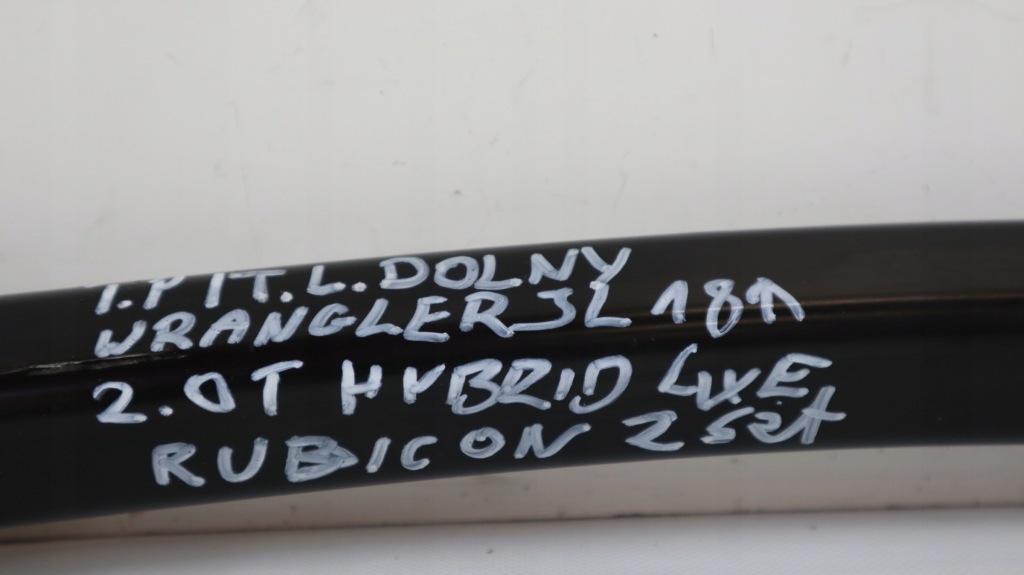 T.P/T.L.DOLNY
WRANGLER JL 18↑
2.0T HYBRID 4XE
RUBICON 2 SZT